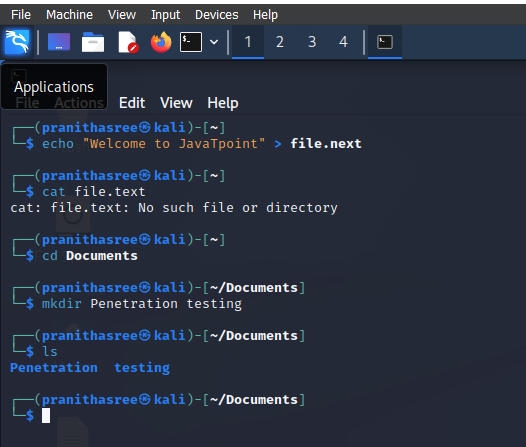 File Machine View Input Devices Help
1 2 3 4
Applications
File Actions Edit View Help
┌──(pranithasree㉿kali)-[~]
└─$ echo "Welcome to JavaTpoint" > file.next
┌──(pranithasree㉿kali)-[~]
└─$ cat file.text
cat: file.text: No such file or directory
┌──(pranithasree㉿kali)-[~]
└─$ cd Documents
┌──(pranithasree㉿kali)-[~/Documents]
└─$ mkdir Penetration testing
┌──(pranithasree㉿kali)-[~/Documents]
└─$ ls
Penetration testing
┌──(pranithasree㉿kali)-[~/Documents]
└─$